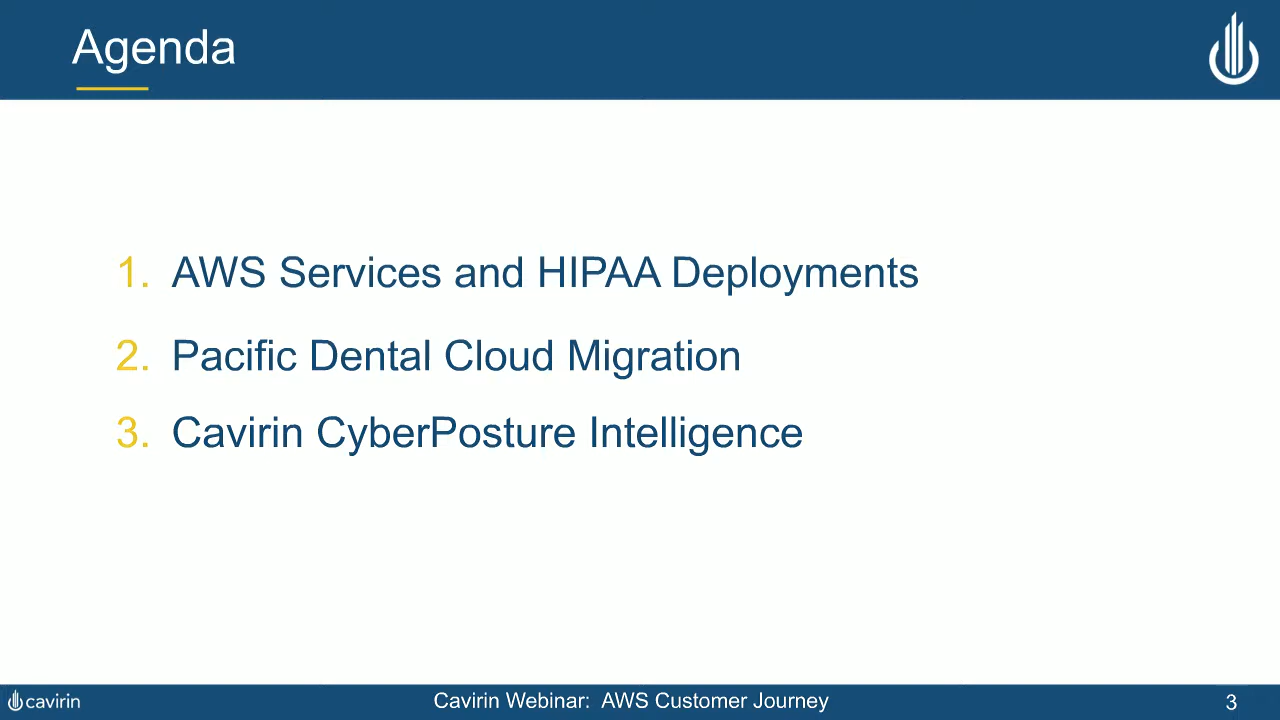 Agenda
1. AWS Services and HIPAA Deployments
2. Pacific Dental Cloud Migration
3. Cavirin CyberPosture Intelligence
cavirin
Cavirin Webinar: AWS Customer Journey
3